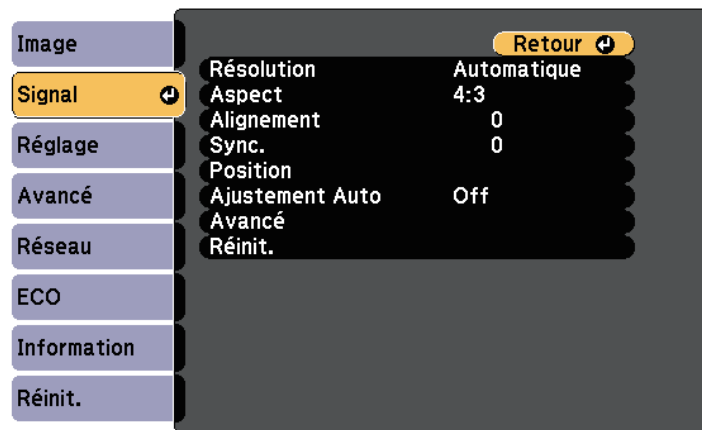 Image
Signal
Réglage
Avancé
Réseau
ECO
Information
Réinit.
Retour
Résolution Automatique
Aspect 4:3
Alignement 0
Sync. 0
Position
Ajustement Auto Off
Avancé
Réinit.